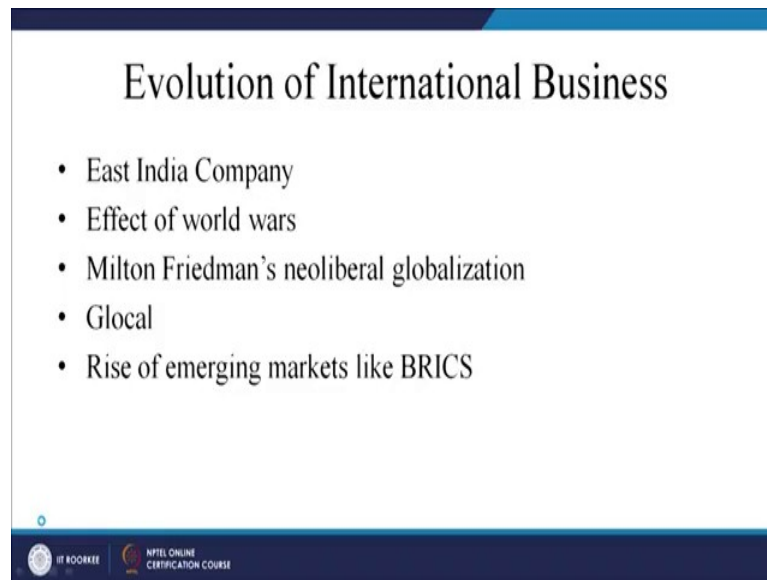 Evolution of International Business
• East India Company
• Effect of world wars
• Milton Friedman's neoliberal globalization
• Glocal
• Rise of emerging markets like BRICS
IIT ROORKEE
NPTEL ONLINE
CERTIFICATION COURSE